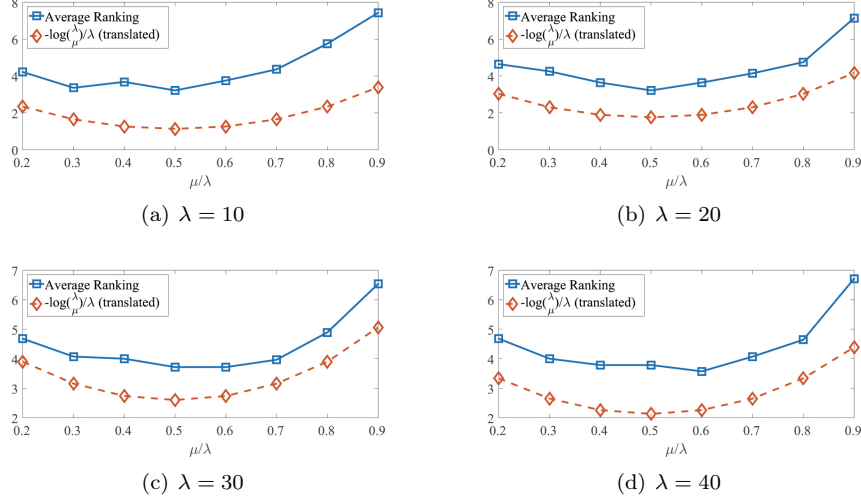 8
6
4
2
0
Average Ranking
-log(λ μ)/λ (translated)
0.2 0.3 0.4 0.5 0.6 0.7 0.8 0.9
μ/λ
(a) λ = 10
8
6
4
2
0
Average Ranking
-log(λ μ)/λ (translated)
0.2 0.3 0.4 0.5 0.6 0.7 0.8 0.9
μ/λ
(b) λ = 20
7
6
5
4
3
2
Average Ranking
-log(λ μ)/λ (translated)
0.2 0.3 0.4 0.5 0.6 0.7 0.8 0.9
μ/λ
(c) λ = 30
7
6
5
4
3
2
Average Ranking
-log(λ μ)/λ (translated)
0.2 0.3 0.4 0.5 0.6 0.7 0.8 0.9
μ/λ
(d) λ = 40